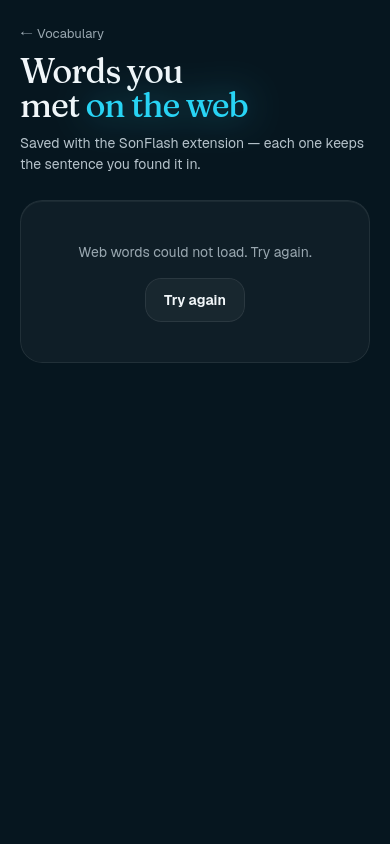 ← Vocabulary
Words you
met on the web
Saved with the SonFlash extension — each one keeps
the sentence you found it in.
Web words could not load. Try again.
Try again